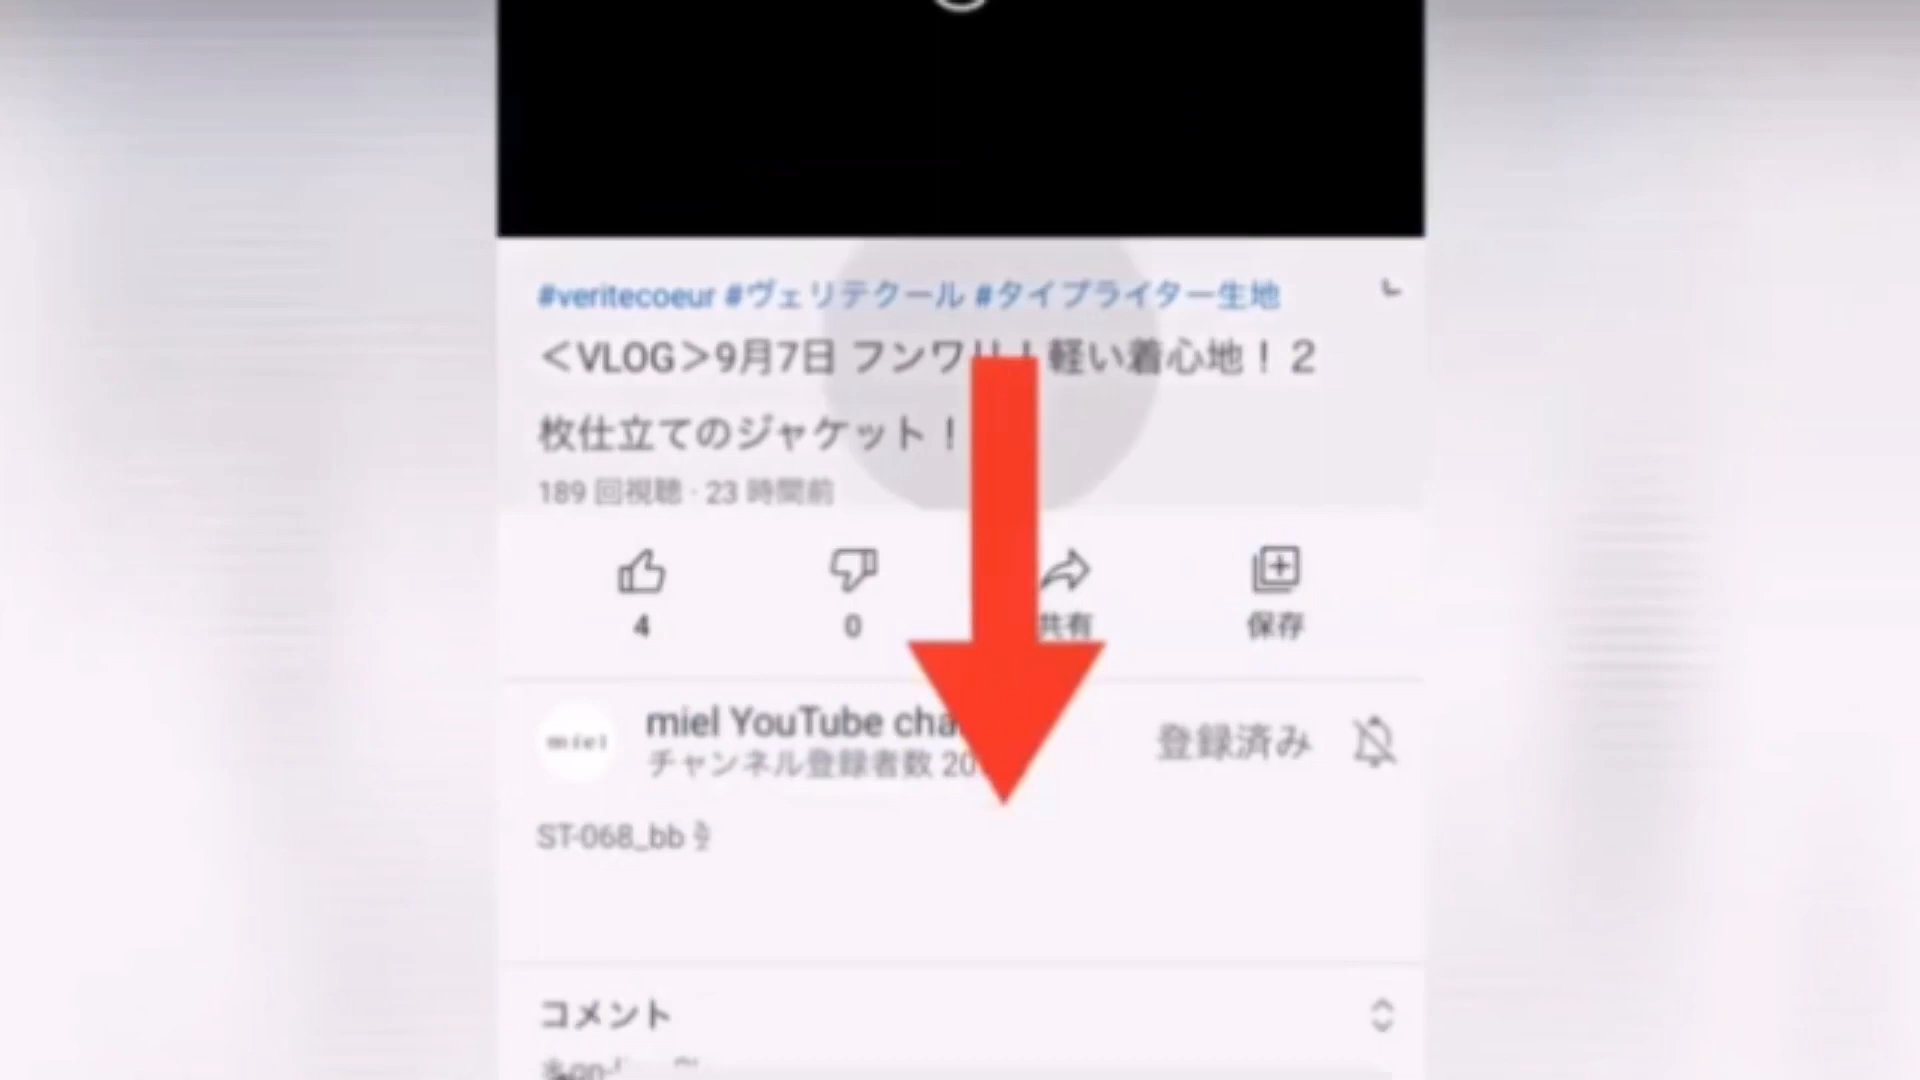 #veritecoeur #ヴェリテクール #タイプライター生地
＜VLOG＞9月7日 フンワリ！軽い着心地！２
枚仕立てのジャケット！
189 回視聴 · 23 時間前
4
0
共有
保存
miel
miel YouTube cha
チャンネル登録者数 20
登録済み
ST-068_bb
コメント